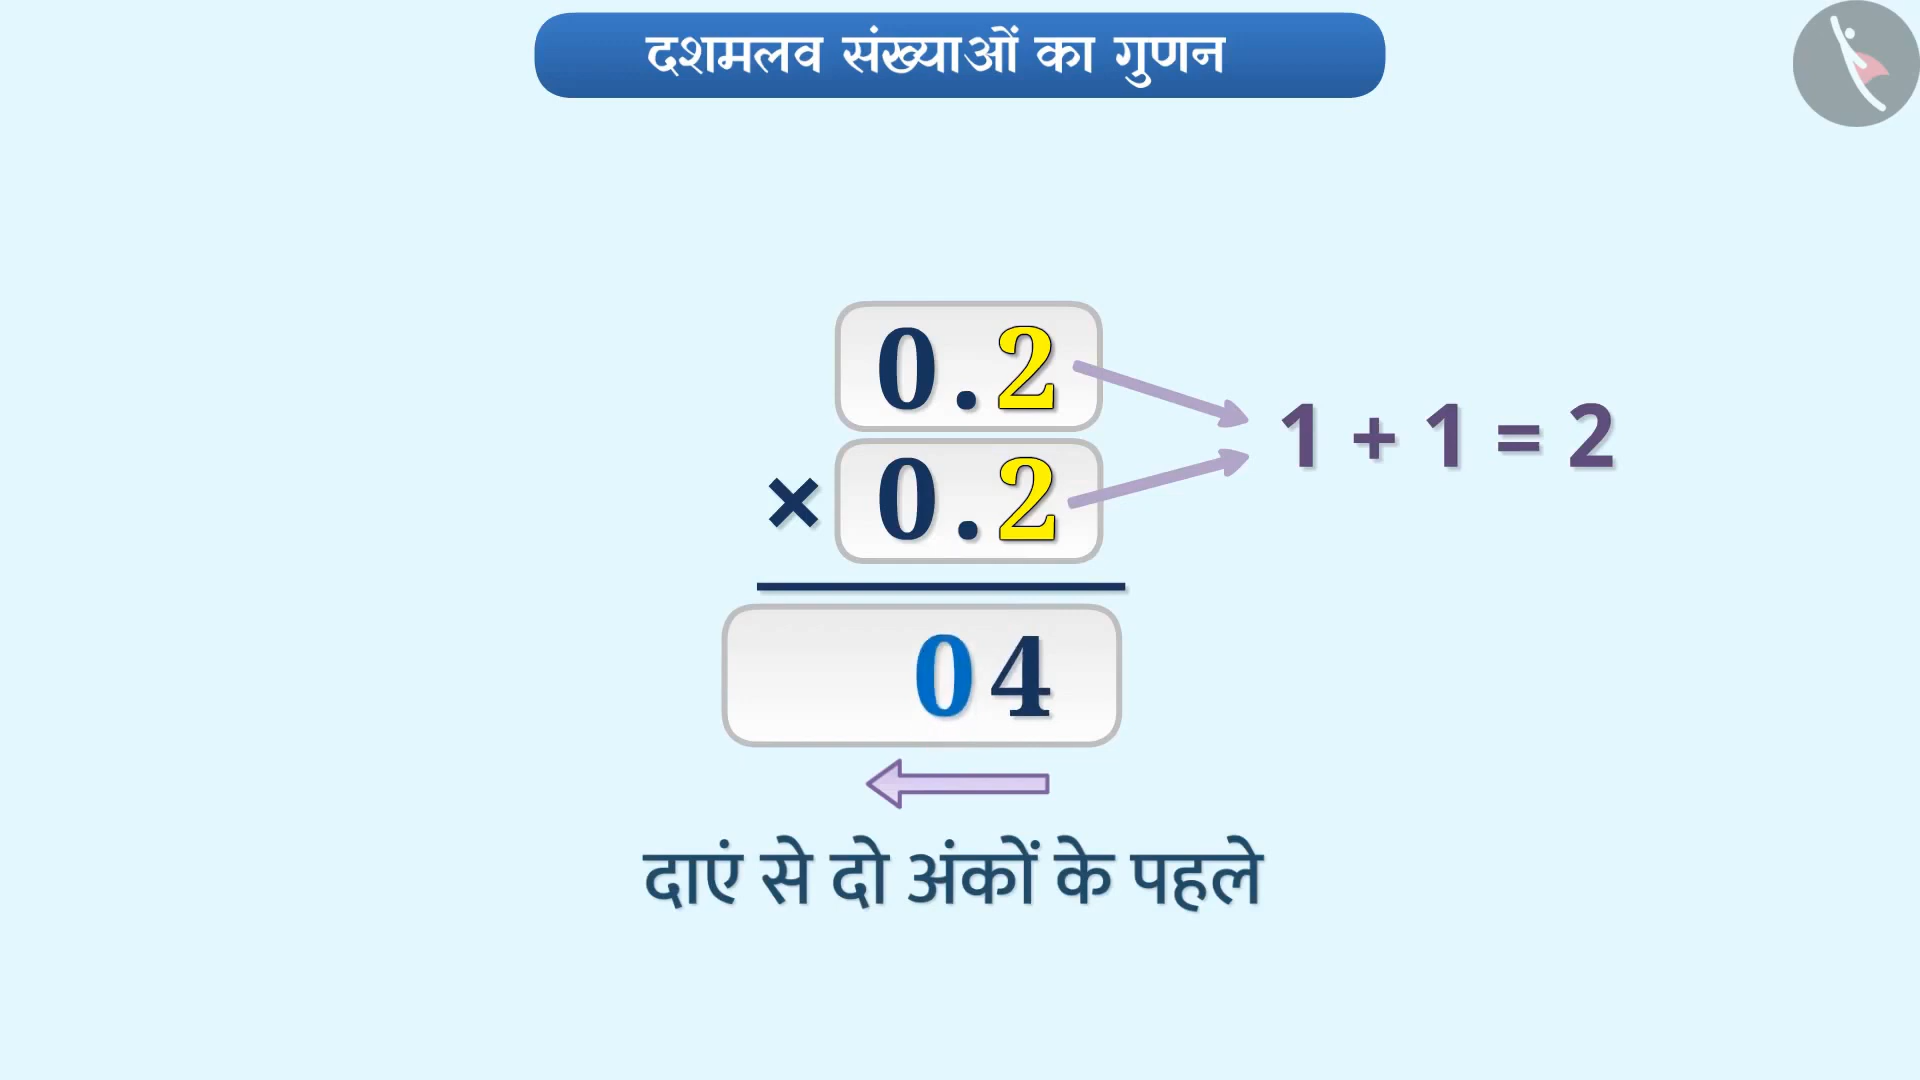 दशमलव संख्याओं का गुणन
0.2
× 0.2
1 + 1 = 2
04
दाएं से दो अंकों के पहले